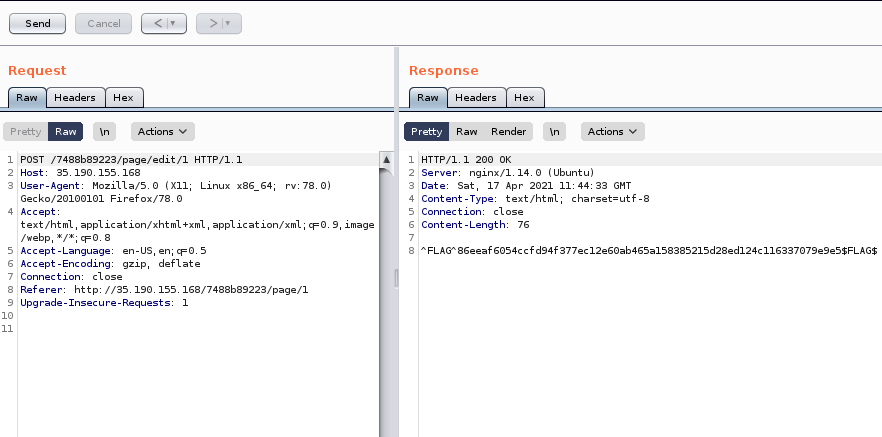 Send Cancel < | ▼ > | ▼
Request
Raw Headers Hex
Pretty Raw \n Actions
1 POST /7488b89223/page/edit/1 HTTP/1.1
2 Host: 35.190.155.168
3 User-Agent: Mozilla/5.0 (X11; Linux x86_64; rv:78.0)
Gecko/20100101 Firefox/78.0
4 Accept:
text/html,application/xhtml+xml,application/xml;q=0.9,image
/webp,*/*;q=0.8
5 Accept-Language: en-US,en;q=0.5
6 Accept-Encoding: gzip, deflate
7 Connection: close
8 Referer: http://35.190.155.168/7488b89223/page/1
9 Upgrade-Insecure-Requests: 1
10
11
Response
Raw Headers Hex
Pretty Raw Render \n Actions
1 HTTP/1.1 200 OK
2 Server: nginx/1.14.0 (Ubuntu)
3 Date: Sat, 17 Apr 2021 11:44:33 GMT
4 Content-Type: text/html; charset=utf-8
5 Connection: close
6 Content-Length: 76
7
8 ^FLAG^86eeaf6054ccfd94f377ec12e60ab465a158385215d28ed124c116337079e9e5$FLAG$